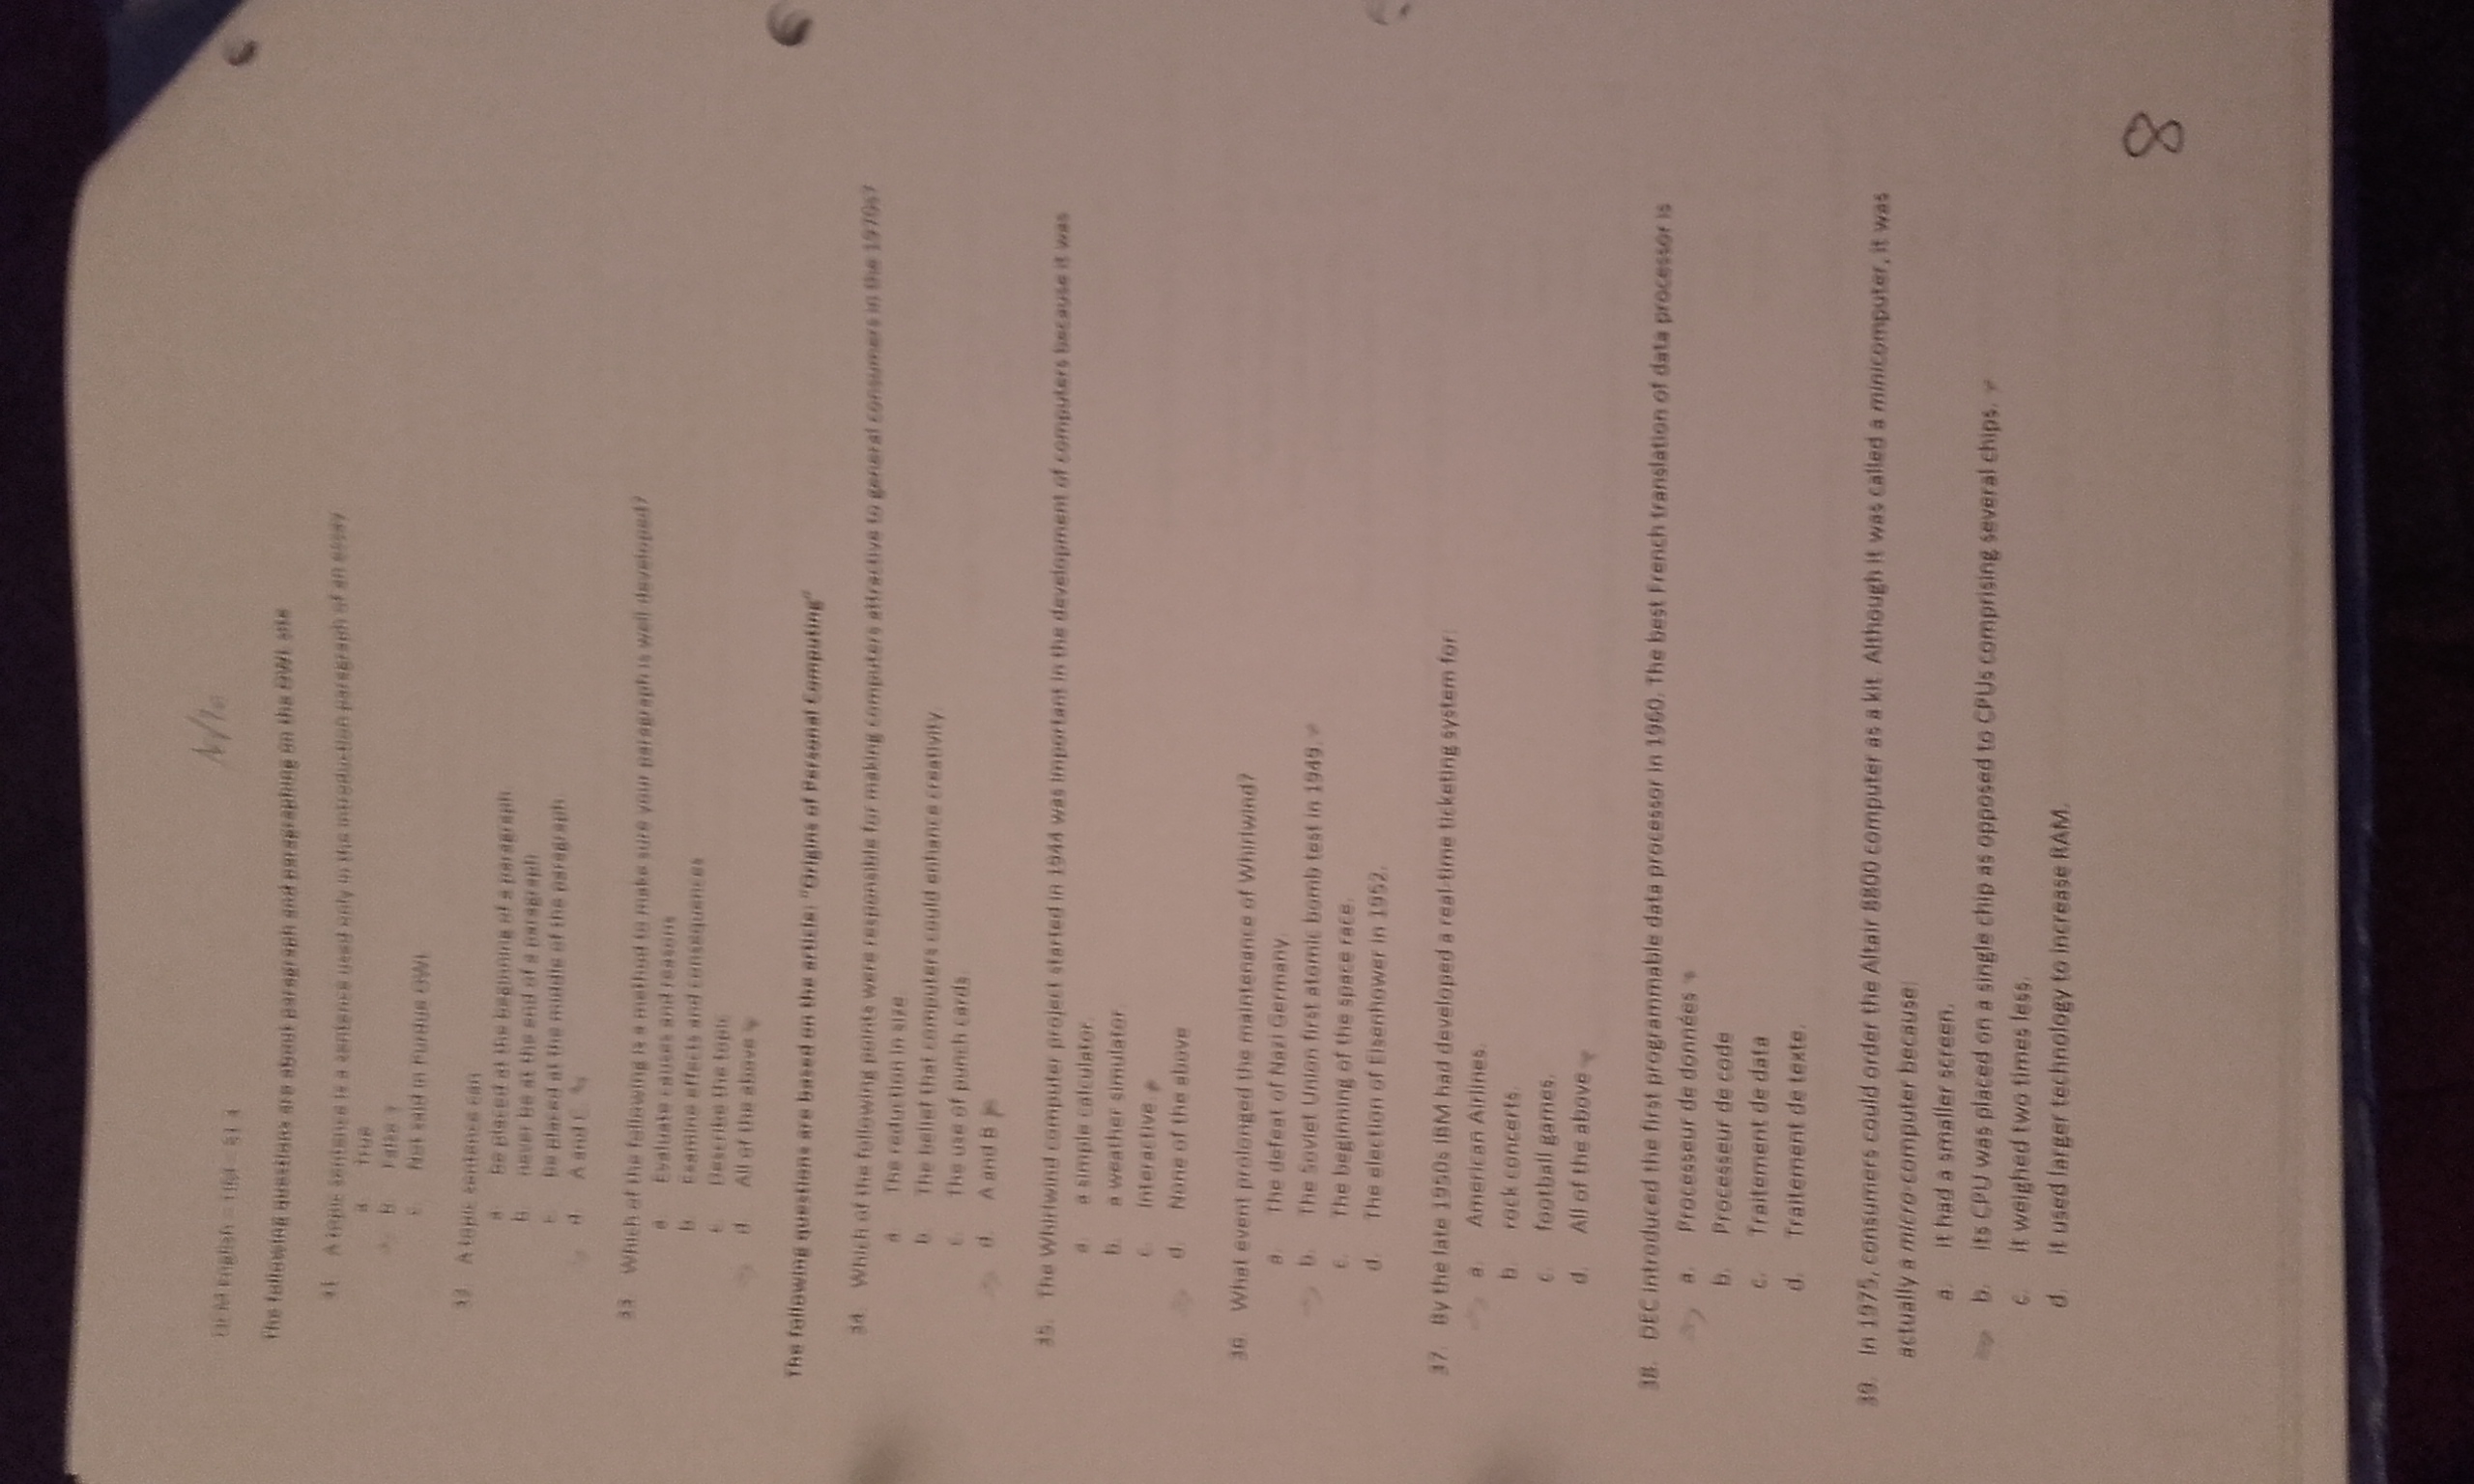 The following questions are about paragraph and paragraphing on the OWL site
31. A topic sentence is a sentence used only in the introduction paragraph of an essay
a. True
b. False
c. Not said in Purdue OWL
32. A topic sentence can
a. be placed at the beginning of a paragraph
b. never be at the end of a paragraph
c. be placed at the middle of the paragraph
d. A and C
33. Which of the following is a method to make sure your paragraph is well developed?
a. Evaluate causes and reasons
b. Examine effects and consequences
c. Describe the topic
d. All of the above
The following questions are based on the article: "Origins of Personal Computing"
34. Which of the following points were responsible for making computers attractive to general consumers in the 1970s?
a. The reduction in size.
b. The belief that computers could enhance creativity.
c. The use of punch cards
d. A and B
35. The Whirlwind computer project started in 1944 was important in the development of computers because it was
a. a simple calculator.
b. a weather simulator.
c. Interactive
d. None of the above
36. What event prolonged the maintenance of Whirlwind?
a. The defeat of Nazi Germany.
b. The Soviet Union first atomic bomb test in 1949.
c. The beginning of the space race.
d. The election of Eisenhower in 1952.
37. By the late 1950s IBM had developed a real-time ticketing system for:
a. American Airlines.
b. rock concerts.
c. football games.
d. All of the above
38. DEC introduced the first programmable data processor in 1960. The best French translation of data processor is
a. Processeur de données
b. Processeur de code
c. Traitement de data
d. Traitement de texte.
39. In 1975, consumers could order the Altair 8800 computer as a kit. Although it was called a minicomputer, it was
actually a micro-computer because:
a. it had a smaller screen.
b. its CPU was placed on a single chip as opposed to CPUs comprising several chips.
c. it weighed two times less.
d. it used larger technology to increase RAM.
8